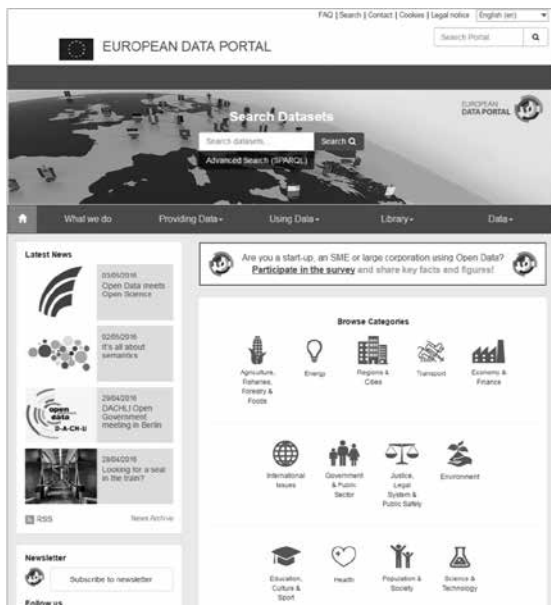 FAQ | Search | Contact | Cookies | Legal notice English (en)
EUROPEAN DATA PORTAL
Search Portal
Search Datasets
Search datasets...
Search
Advanced Search (SPARQL)
EUROPEAN
DATA PORTAL
What we do
Providing Data
Using Data
Library
Data
Latest News
03/05/2016
Open Data meets
Open Science
02/05/2016
It's all about
semantics
open
data
D-A-CH-LI
29/04/2016
DACHLI Open
Government
meeting in Berlin
28/04/2016
Looking for a seat
in the train?
RSS
News Archive
Newsletter
Subscribe to newsletter
Follow us
Are you a start-up, an SME or large corporation using Open Data?
Participate in the survey and share key facts and figures!
Browse Categories
Agriculture,
Fisheries,
Forestry &
Foods
Energy
Regions &
Cities
Transport
Economy &
Finance
International
Issues
Government
& Public
Sector
Justice,
Legal
System &
Public Safety
Environment
Education,
Culture &
Sport
Health
Population &
Society
Science &
Technology